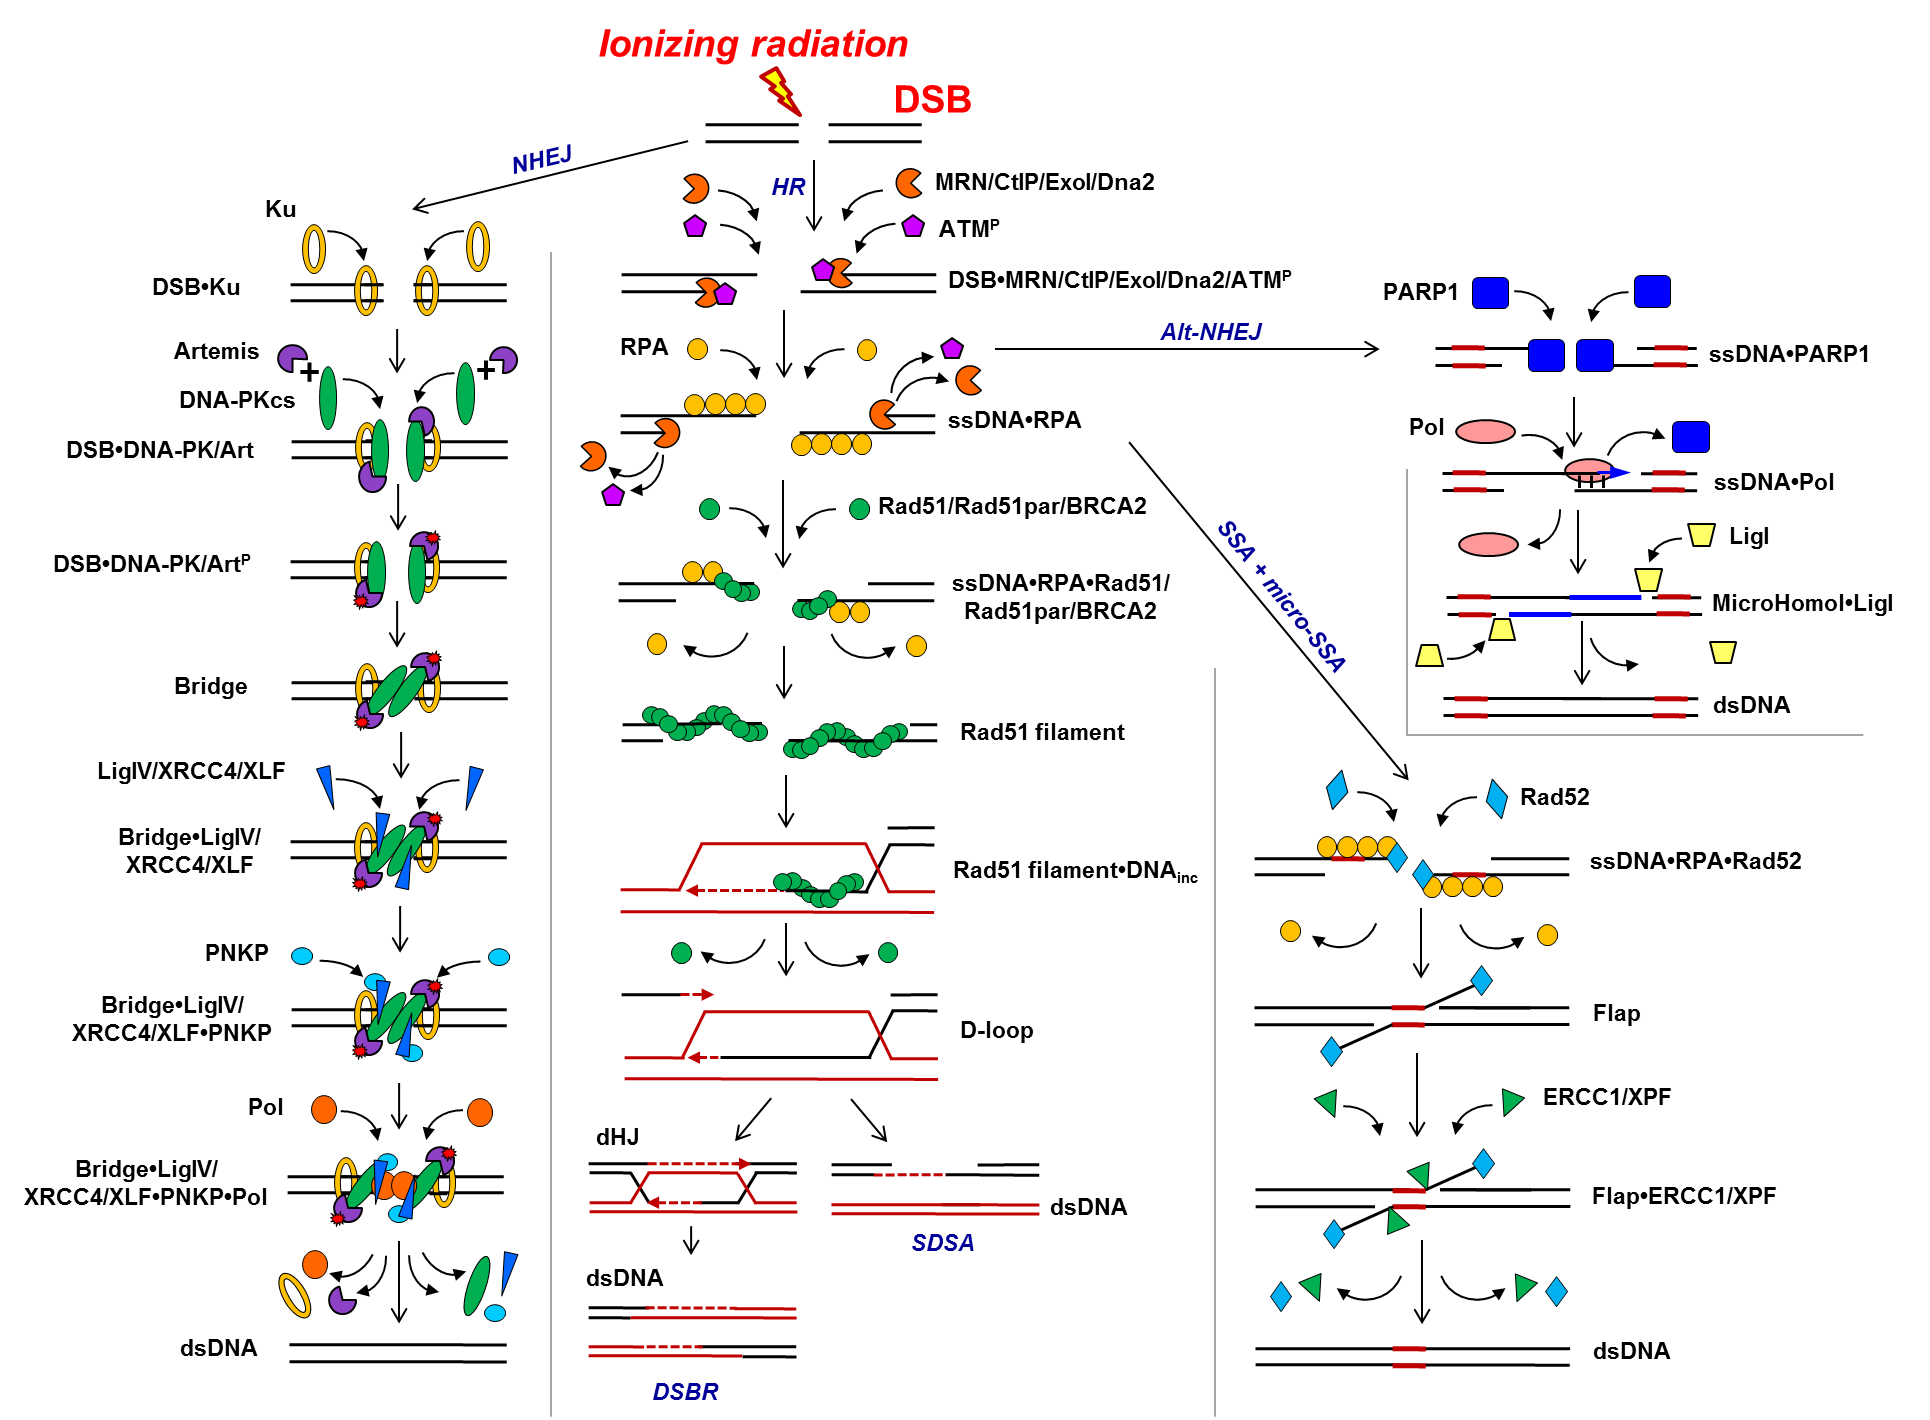 Ionizing radiation
DSB
NHEJ
Ku
DSB•Ku
Artemis
+
+
DNA-PKcs
DSB•DNA-PK/Art
DSB•DNA-PK/Artᴾ
Bridge
LigIV/XRCC4/XLF
Bridge•LigIV/
XRCC4/XLF
PNKP
Bridge•LigIV/
XRCC4/XLF•PNKP
Pol
Bridge•LigIV/
XRCC4/XLF•PNKP•Pol
dsDNA
HR
MRN/CtIP/ExoI/Dna2
ATMᴾ
DSB•MRN/CtIP/ExoI/Dna2/ATMᴾ
RPA
ssDNA•RPA
Rad51/Rad51par/BRCA2
ssDNA•RPA•Rad51/
Rad51par/BRCA2
Rad51 filament
Rad51 filament•DNAinc
D-loop
dHJ
dsDNA
SDSA
dsDNA
DSBR
Alt-NHEJ
PARP1
ssDNA•PARP1
Pol
ssDNA•Pol
LigI
MicroHomol•LigI
dsDNA
SSA + micro-SSA
Rad52
ssDNA•RPA•Rad52
Flap
ERCC1/XPF
Flap•ERCC1/XPF
dsDNA